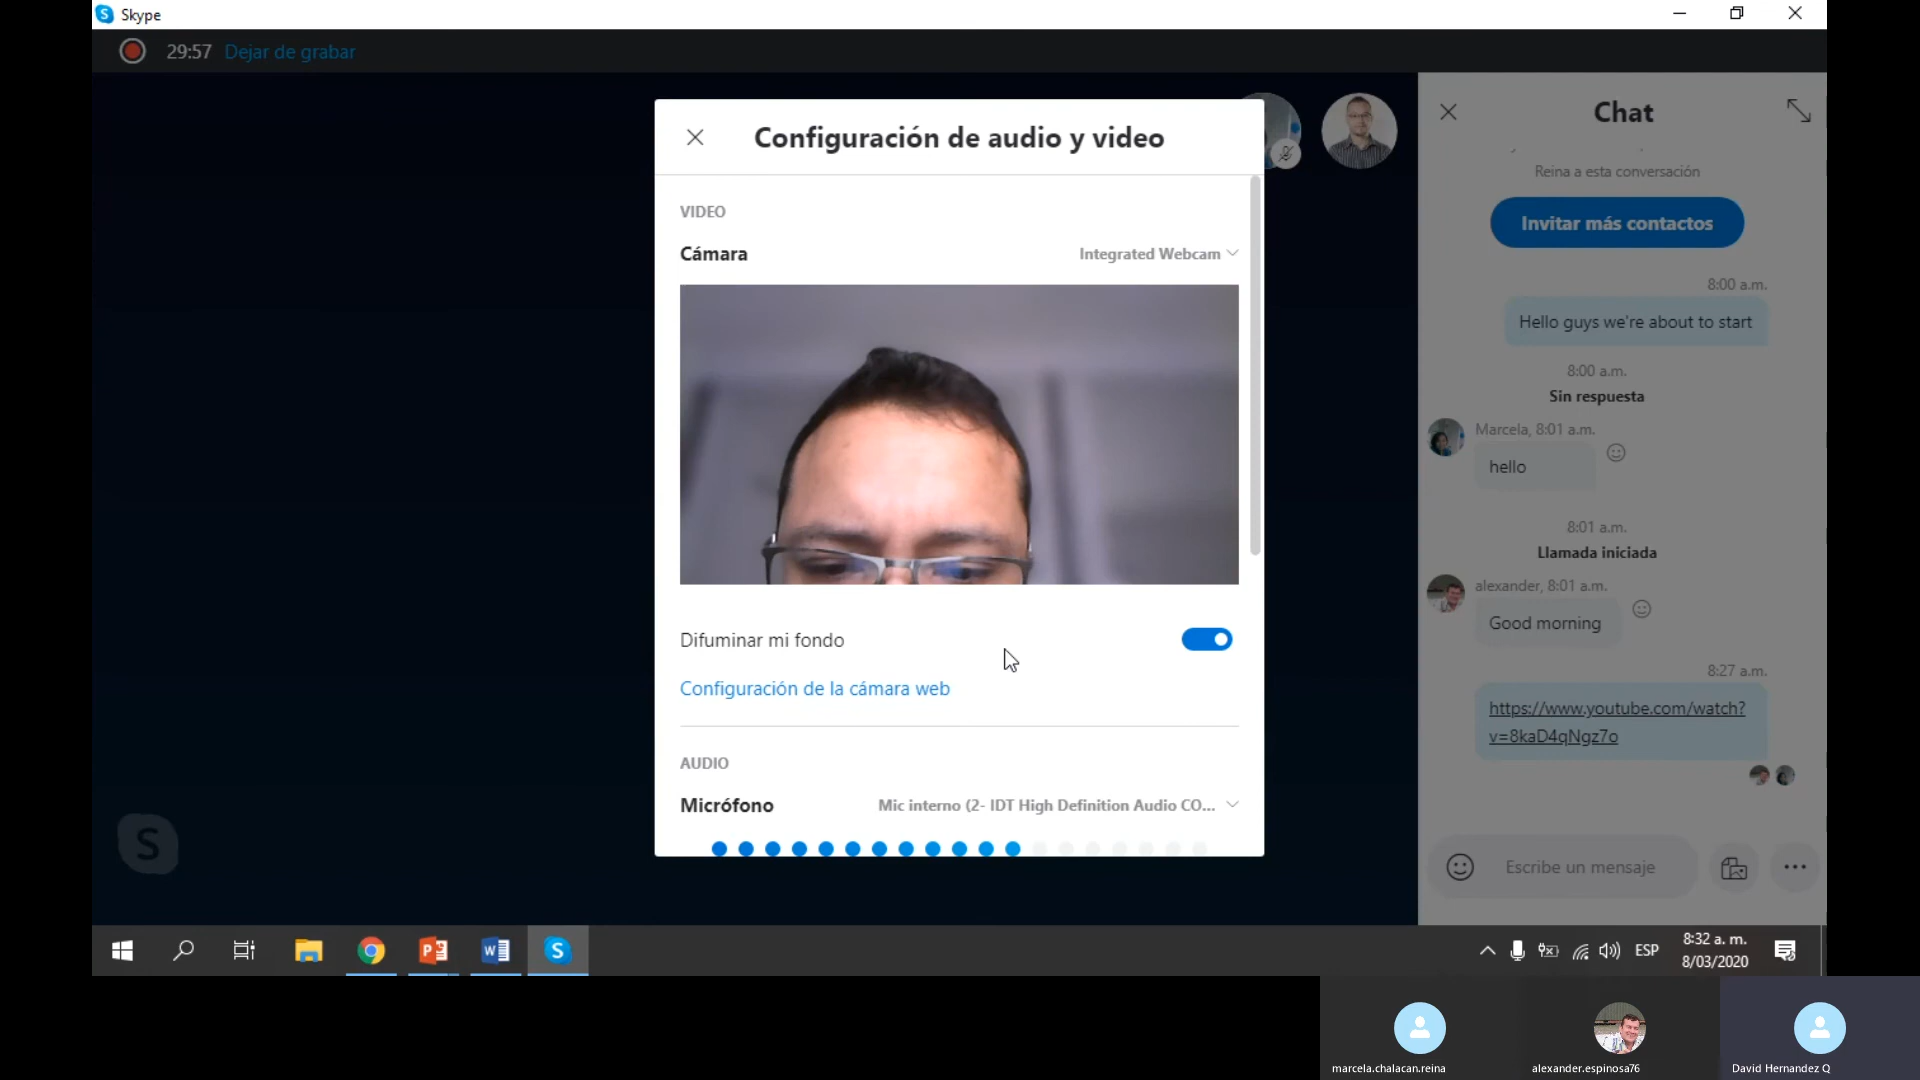 Skype
29:57 Dejar de grabar
Configuración de audio y video
VIDEO
Cámara
Integrated Webcam
Difuminar mi fondo
Configuración de la cámara web
AUDIO
Micrófono
Mic interno (2- IDT High Definition Audio CO...
Chat
Reina a esta conversación
Invitar más contactos
8:00 a.m.
Hello guys we're about to start
8:00 a.m.
Sin respuesta
Marcela, 8:01 a.m.
hello
8:01 a.m.
Llamada iniciada
alexander, 8:01 a.m.
Good morning
8:27 a.m.
https://www.youtube.com/watch?
v=8kaD4qNgz7o
Escribe un mensaje
ESP
8:32 a. m.
8/03/2020
marcela.chalacan.reina
alexander.espinosa76
David Hernandez Q